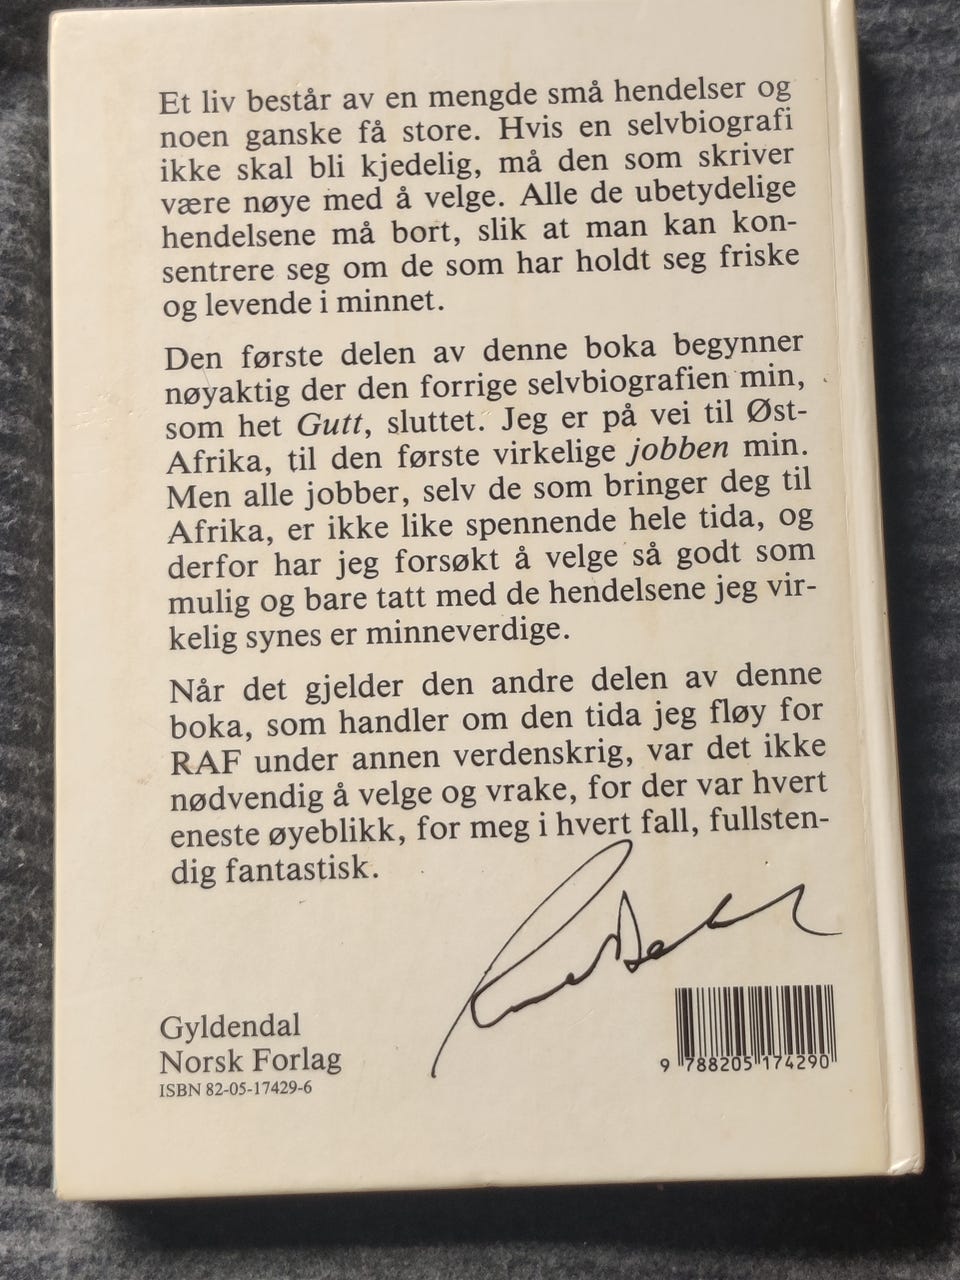 Et liv består av en mengde små hendelser og
noen ganske få store. Hvis en selvbiografi
ikke skal bli kjedelig, må den som skriver
være nøye med å velge. Alle de ubetydelige
hendelsene må bort, slik at man kan kon-
sentrere seg om de som har holdt seg friske
og levende i minnet.
Den første delen av denne boka begynner
nøyaktig der den forrige selvbiografien min,
som het Gutt, sluttet. Jeg er på vei til Øst-
Afrika, til den første virkelige jobben min.
Men alle jobber, selv de som bringer deg til
Afrika, er ikke like spennende hele tida, og
derfor har jeg forsøkt å velge så godt som
mulig og bare tatt med de hendelsene jeg vir-
kelig synes er minneverdige.
Når det gjelder den andre delen av denne
boka, som handler om den tida jeg fløy for
RAF under annen verdenskrig, var det ikke
nødvendig å velge og vrake, for der var hvert
eneste øyeblikk, for meg i hvert fall, fullsten-
dig fantastisk.
Gyldendal
Norsk Forlag
ISBN 82-05-17429-6
9 788205 174290